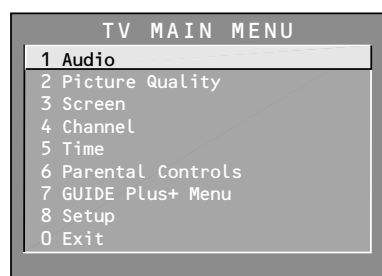 TV MAIN MENU
1 Audio
2 Picture Quality
3 Screen
4 Channel
5 Time
6 Parental Controls
7 GUIDE Plus+ Menu
8 Setup
0 Exit